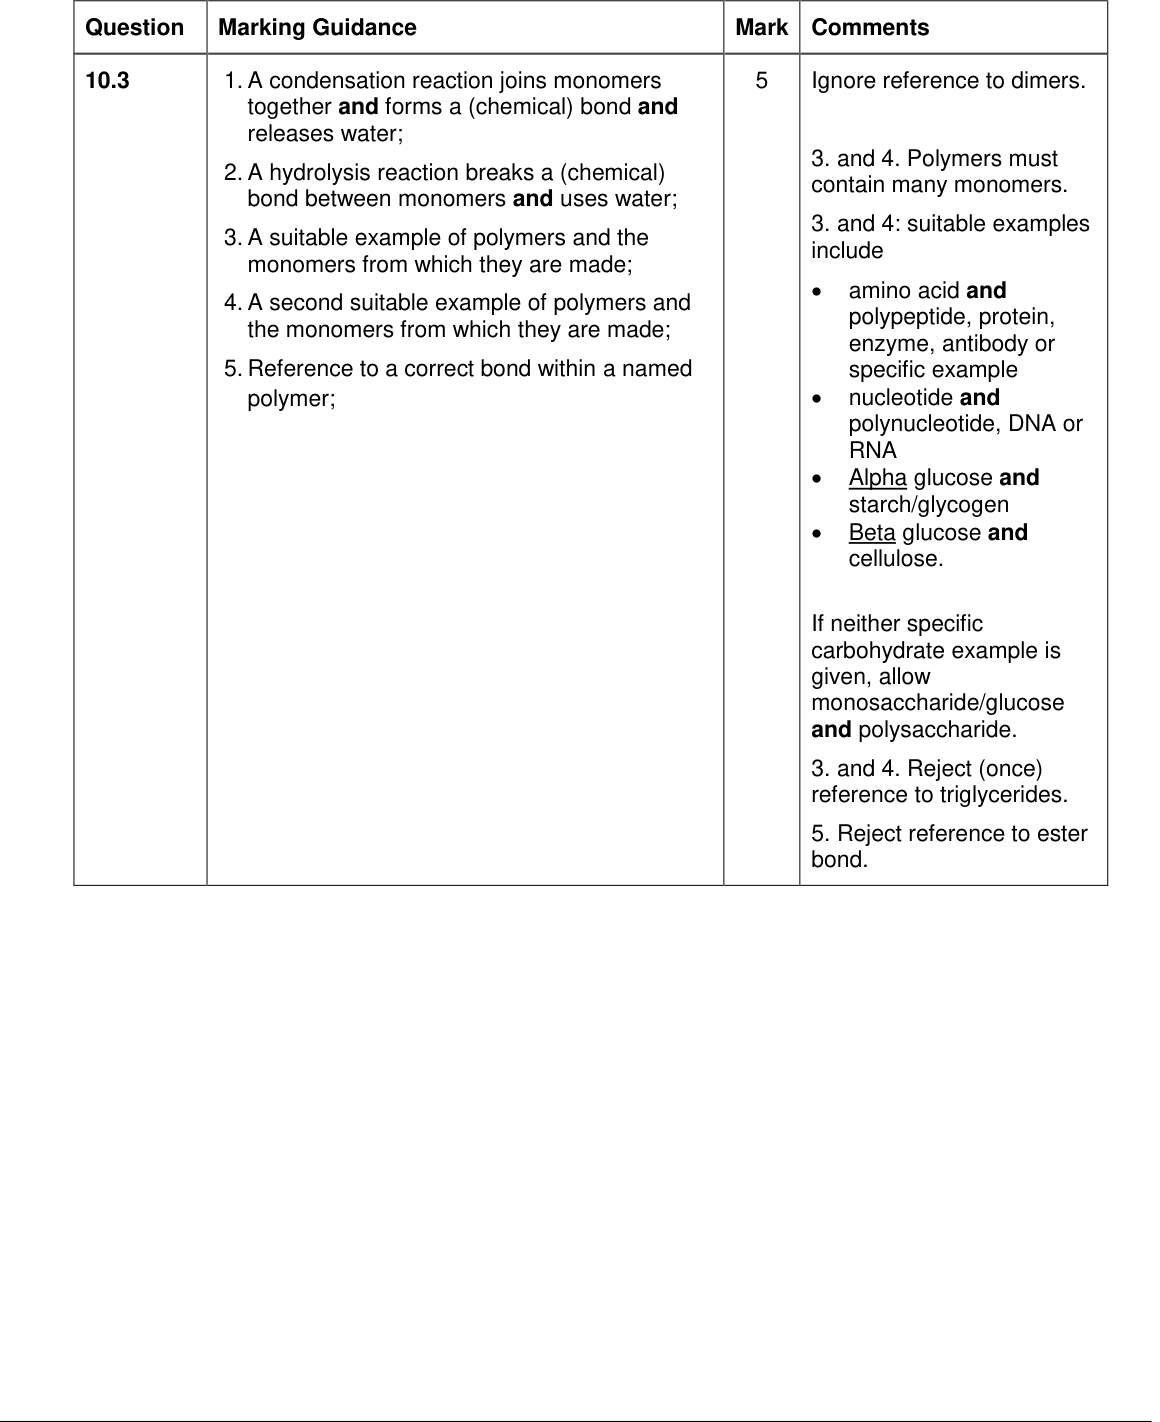 Question Marking Guidance Mark Comments
10.3
1. A condensation reaction joins monomers
together and forms a (chemical) bond and
releases water;
2. A hydrolysis reaction breaks a (chemical)
bond between monomers and uses water;
3. A suitable example of polymers and the
monomers from which they are made;
4. A second suitable example of polymers and
the monomers from which they are made;
5. Reference to a correct bond within a named
polymer;
5
Ignore reference to dimers.
3. and 4. Polymers must
contain many monomers.
3. and 4: suitable examples
include
• amino acid and
polypeptide, protein,
enzyme, antibody or
specific example
• nucleotide and
polynucleotide, DNA or
RNA
• Alpha glucose and
starch/glycogen
• Beta glucose and
cellulose.
If neither specific
carbohydrate example is
given, allow
monosaccharide/glucose
and polysaccharide.
3. and 4. Reject (once)
reference to triglycerides.
5. Reject reference to ester
bond.